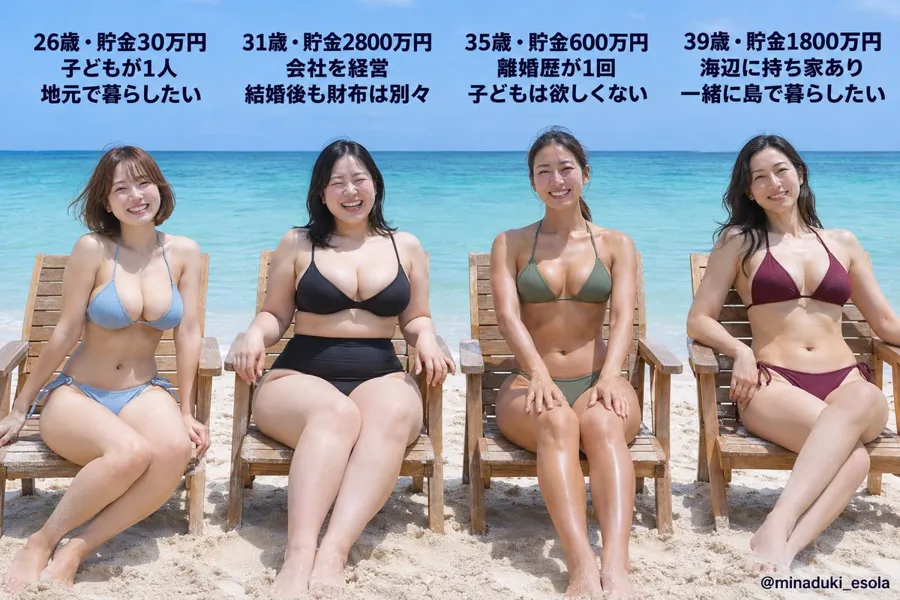 26歳・貯金30万円
子どもが1人
地元で暮らしたい
31歳・貯金2800万円
会社を経営
結婚後も財布は別々
35歳・貯金600万円
離婚歴が1回
子どもは欲しくない
39歳・貯金1800万円
海辺に持ち家あり
一緒に島で暮らしたい
@minaduki_esola